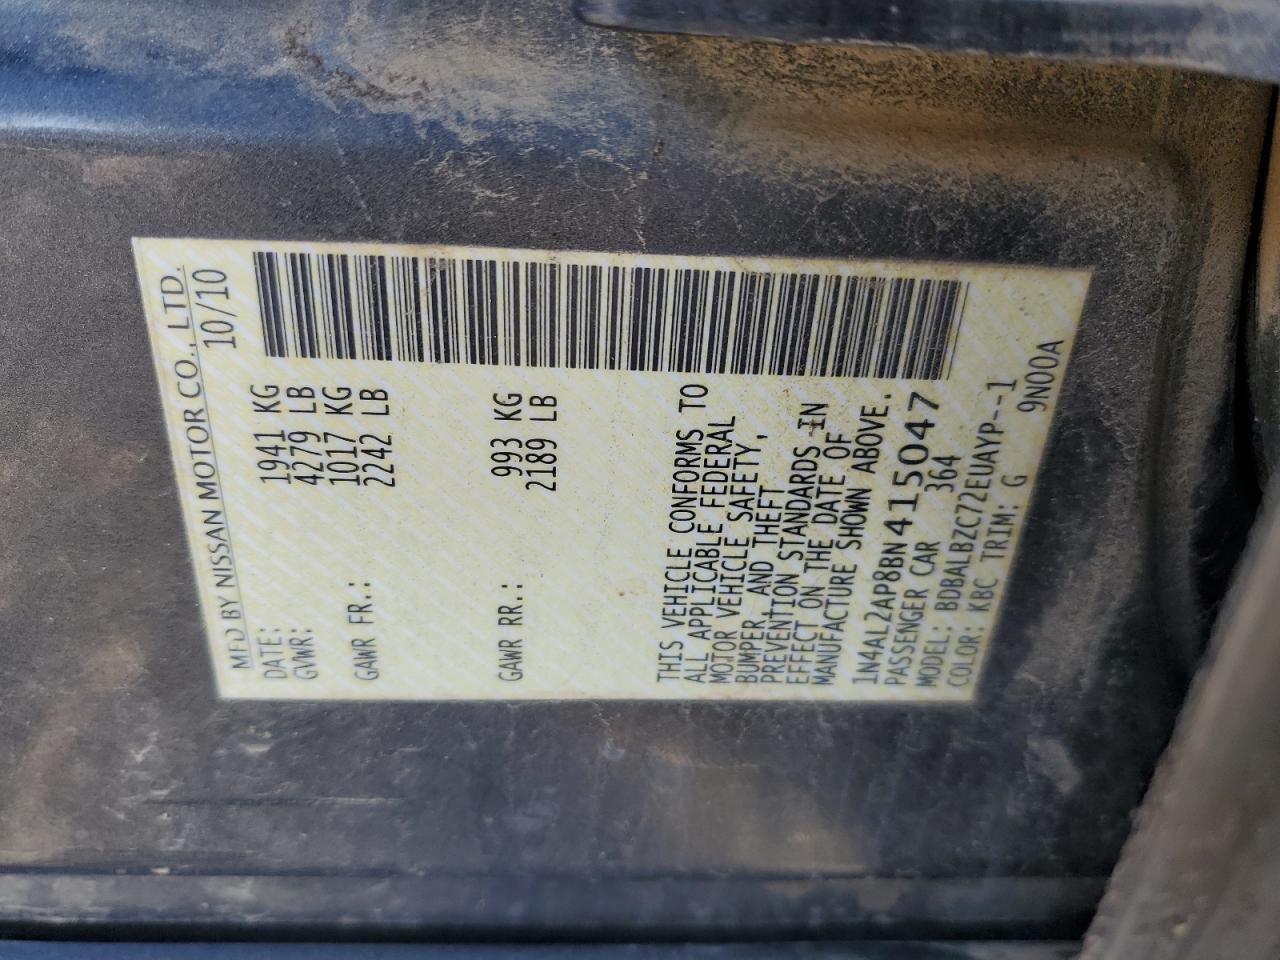 MFD BY NISSAN MOTOR CO., LTD.
DATE: 10/10
GVWR: 1941 KG
4279 LB
GAWR FR.: 1017 KG
2242 LB
GAWR RR.: 993 KG
2189 LB
THIS VEHICLE CONFORMS TO
ALL APPLICABLE FEDERAL
MOTOR VEHICLE SAFETY,
BUMPER, AND THEFT
PREVENTION STANDARDS IN
EFFECT ON THE DATE OF
MANUFACTURE SHOWN ABOVE.
1N4AL2AP8BN415047
PASSENGER CAR 364
MODEL: BDBALBZC72EUAYP--1
COLOR: KBC TRIM: G 9N00A